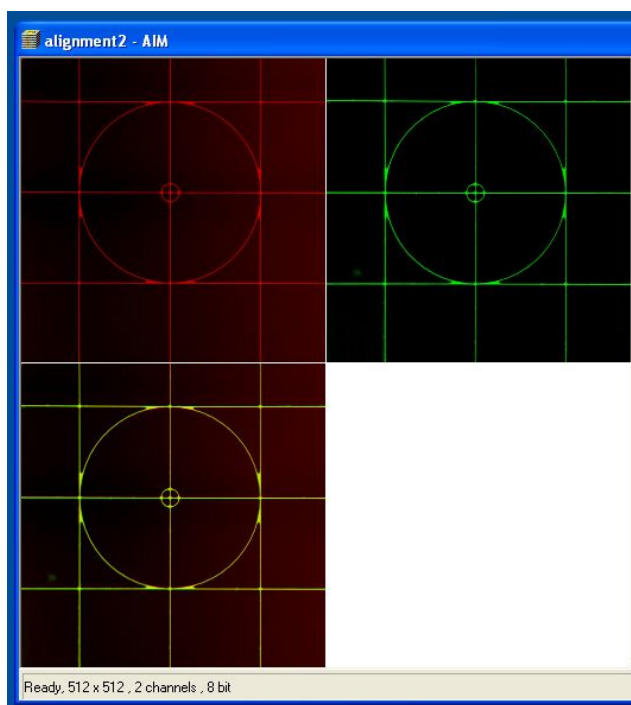 alignment2 - AIM
Ready, 512 x 512 , 2 channels , 8 bit